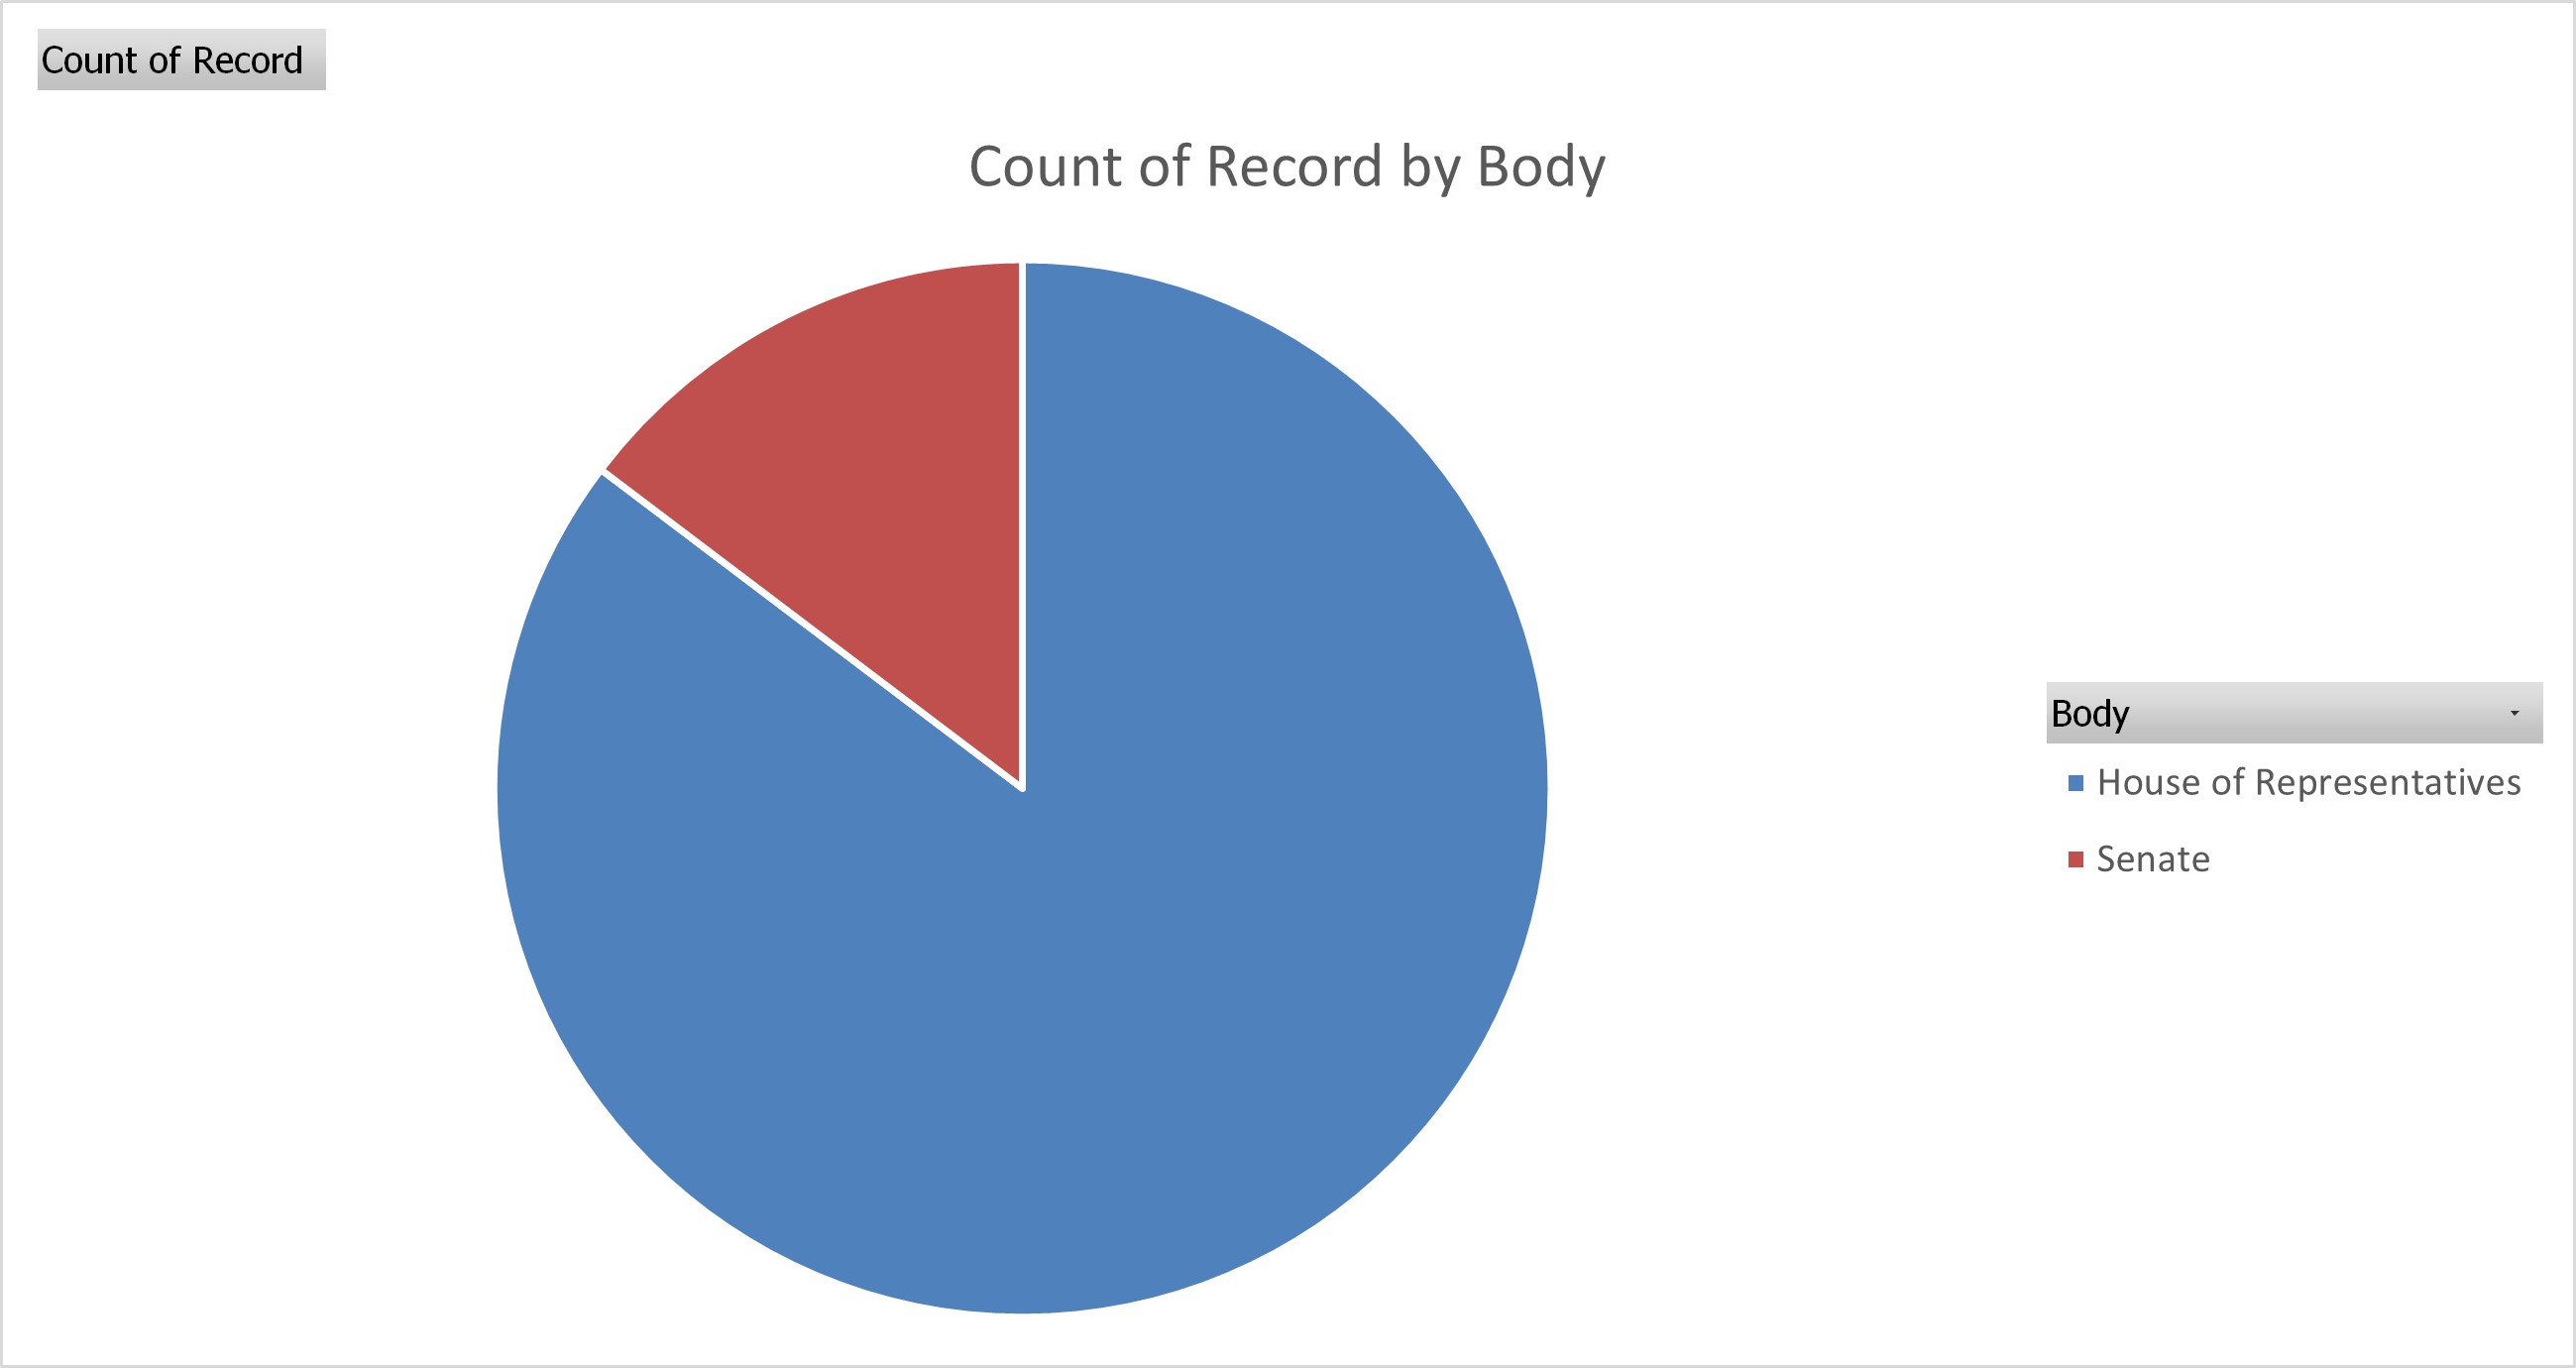 Count of Record
Count of Record by Body
Body
House of Representatives
Senate